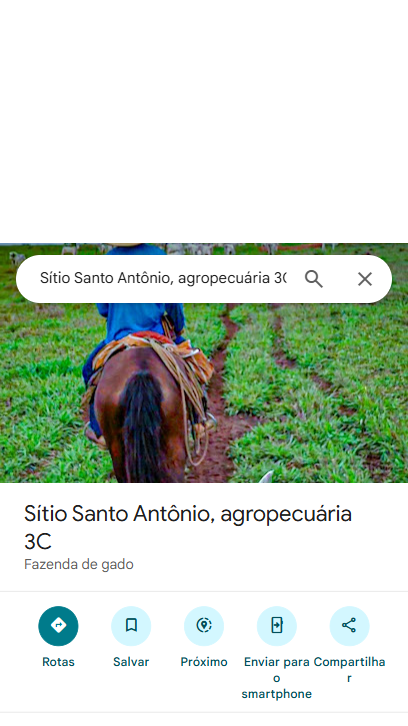 Sítio Santo Antônio, agropecuária 3C
Sítio Santo Antônio, agropecuária
3C
Fazenda de gado
Rotas
Salvar
Próximo
Enviar para
o
smartphone
Compartilha
r